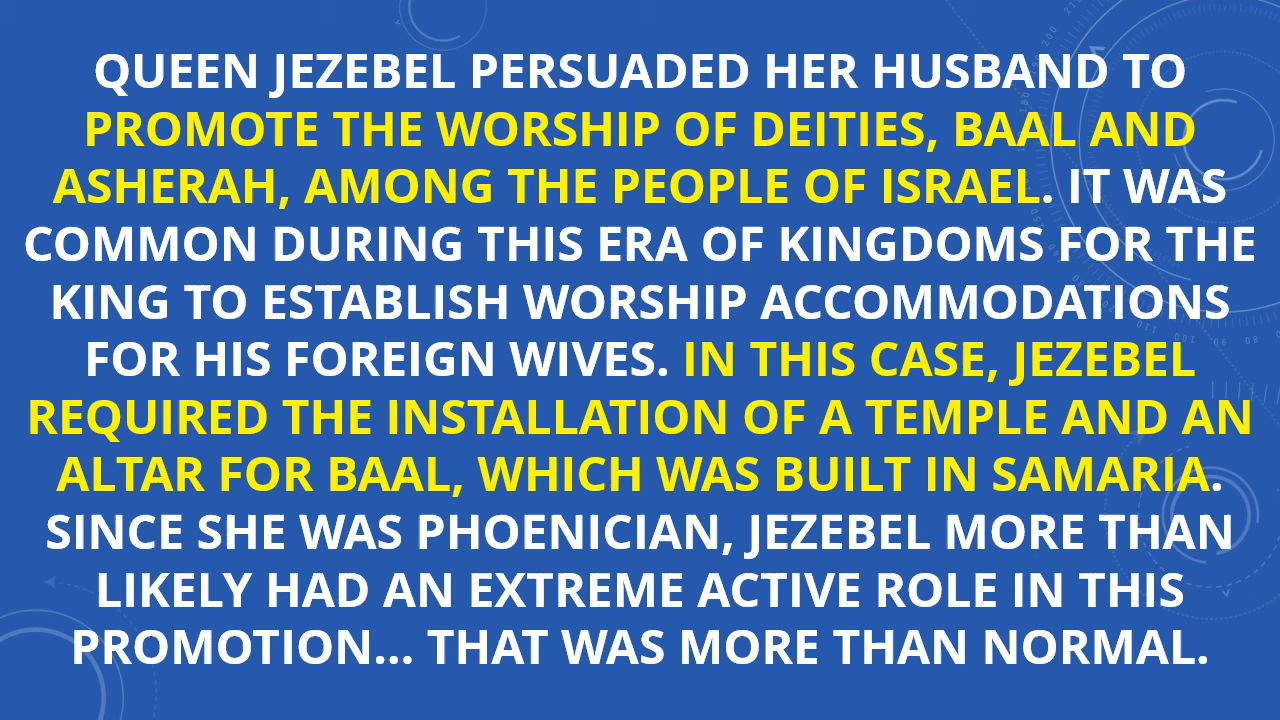 QUEEN JEZEBEL PERSUADED HER HUSBAND TO
PROMOTE THE WORSHIP OF DEITIES, BAAL AND
ASHERAH, AMONG THE PEOPLE OF ISRAEL. IT WAS
COMMON DURING THIS ERA OF KINGDOMS FOR THE
KING TO ESTABLISH WORSHIP ACCOMMODATIONS
FOR HIS FOREIGN WIVES. IN THIS CASE, JEZEBEL
REQUIRED THE INSTALLATION OF A TEMPLE AND AN
ALTAR FOR BAAL, WHICH WAS BUILT IN SAMARIA.
SINCE SHE WAS PHOENICIAN, JEZEBEL MORE THAN
LIKELY HAD AN EXTREME ACTIVE ROLE IN THIS
PROMOTION... THAT WAS MORE THAN NORMAL.